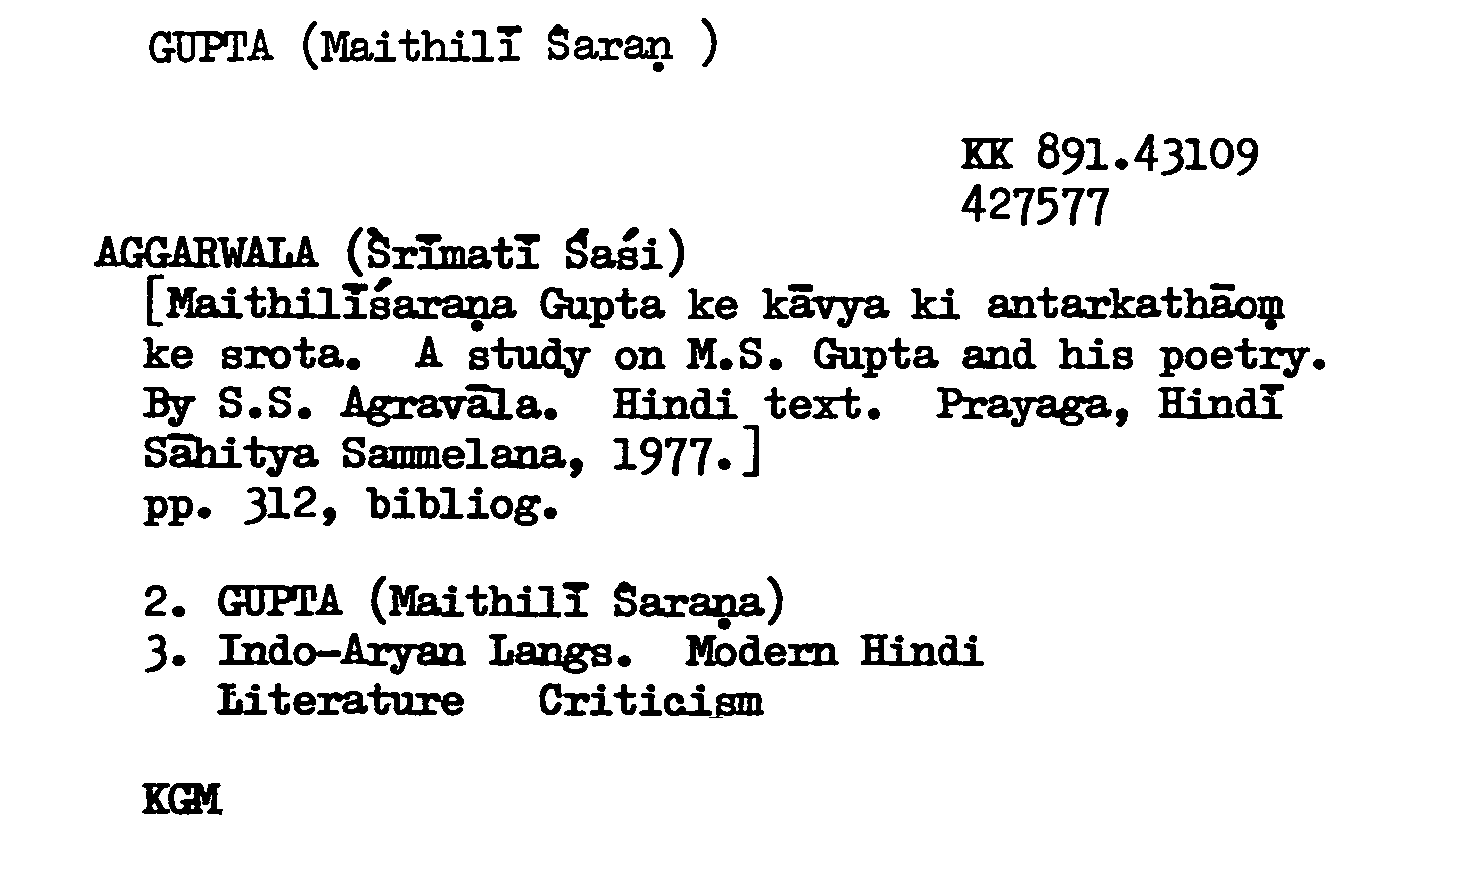 GUPTA (Maithilī Śaraṇ )
KK 891.43109
427577
AGGARWALA (Śrīmatī Śaśi)
[Maithilīśaraṇa Gupta ke kāvya ki antarkathāoṃ
ke srota. A study on M.S. Gupta and his poetry.
By S.S. Agravāla. Hindi text. Prayaga, Hindī
Sāhitya Sammelana, 1977.]
pp. 312, bibliog.
2. GUPTA (Maithilī Śaraṇa)
3. Indo-Aryan Langs. Modern Hindi
Literature Criticism
KGM